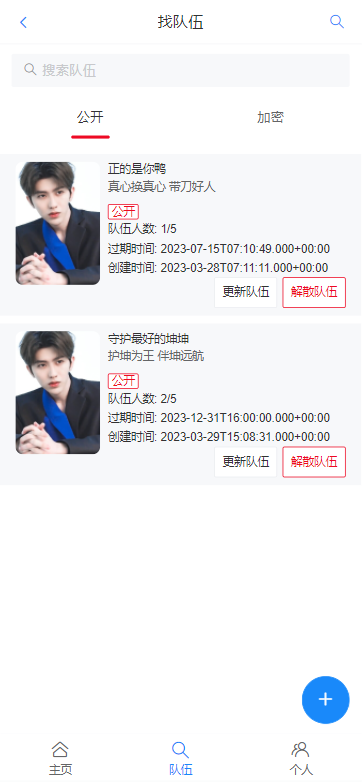 找队伍
搜索队伍
公开
加密
正的是你鸭
真心换真心 带刀好人
公开
队伍人数: 1/5
过期时间: 2023-07-15T07:10:49.000+00:00
创建时间: 2023-03-28T07:11:11.000+00:00
更新队伍
解散队伍
守护最好的坤坤
护坤为王 伴坤远航
公开
队伍人数: 2/5
过期时间: 2023-12-31T16:00:00.000+00:00
创建时间: 2023-03-29T15:08:31.000+00:00
更新队伍
解散队伍
主页
队伍
个人